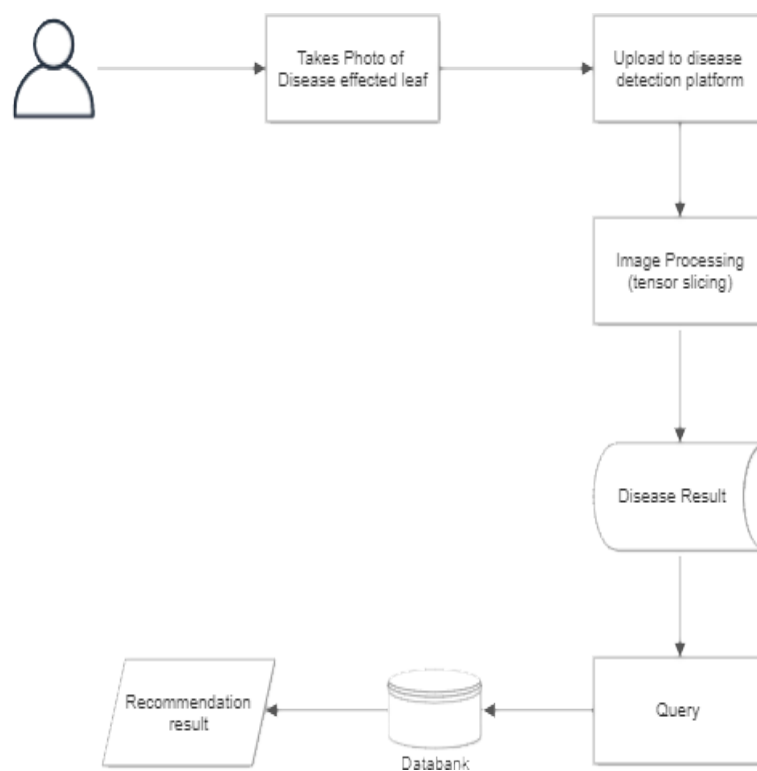 Takes Photo of
Disease effected leaf
Upload to disease
detection platform
Image Processing
(tensor slicing)
Disease Result
Query
Databank
Recommendation
result